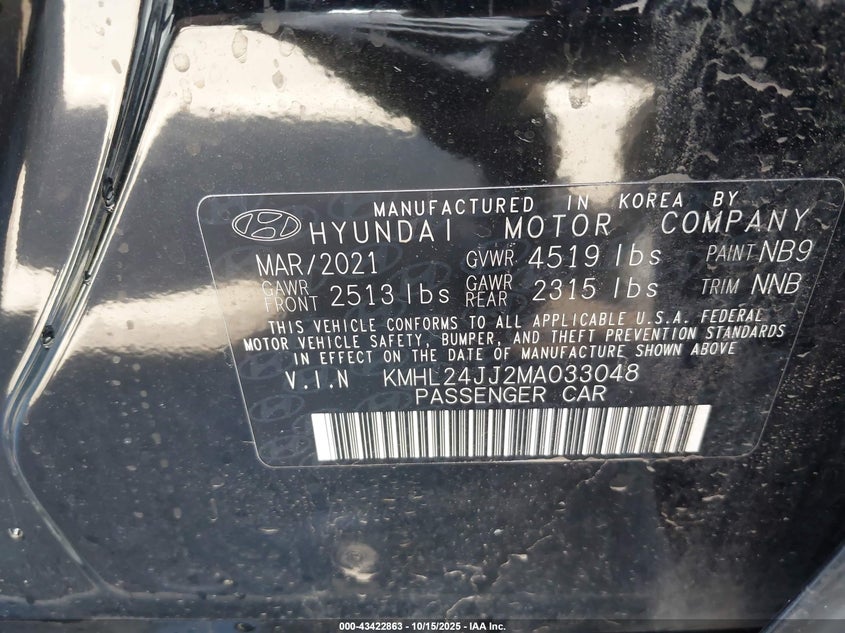 MANUFACTURED IN KOREA BY
HYUNDAI MOTOR COMPANY
MAR/2021 GVWR 4519 lbs PAINT NB9
GAWR FRONT 2513 lbs GAWR REAR 2315 lbs TRIM NNB
THIS VEHICLE CONFORMS TO ALL APPLICABLE U.S.A. FEDERAL
MOTOR VEHICLE SAFETY, BUMPER, AND THEFT PREVENTION STANDARDS
IN EFFECT ON THE DATE OF MANUFACTURE SHOWN ABOVE
V.I.N KMHL24JJ2MA033048
PASSENGER CAR
000-43422863 - 10/15/2025 - IAA Inc.